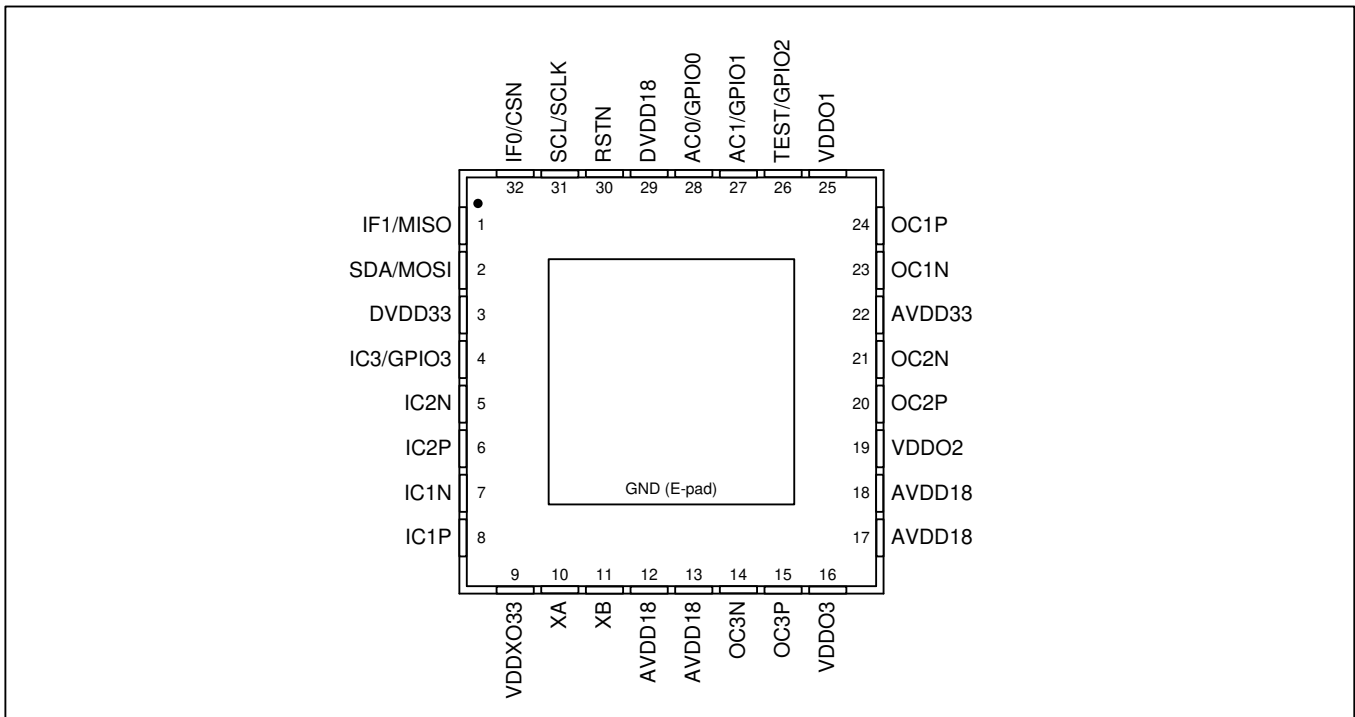 IF0/CSN
SCL/SCLK
RSTN
DVDD18
AC0/GPIO0
AC1/GPIO1
TEST/GPIO2
VDDO1
32 31 30 29 28 27 26 25
IF1/MISO 1 24 OC1P
SDA/MOSI 2 23 OC1N
DVDD33 3 22 AVDD33
IC3/GPIO3 4 21 OC2N
IC2N 5 20 OC2P
IC2P 6 19 VDDO2
IC1N 7 18 AVDD18
GND (E-pad)
IC1P 8 17 AVDD18
9 10 11 12 13 14 15 16
VDDXO33
XA
XB
AVDD18
AVDD18
OC3N
OC3P
VDDO3